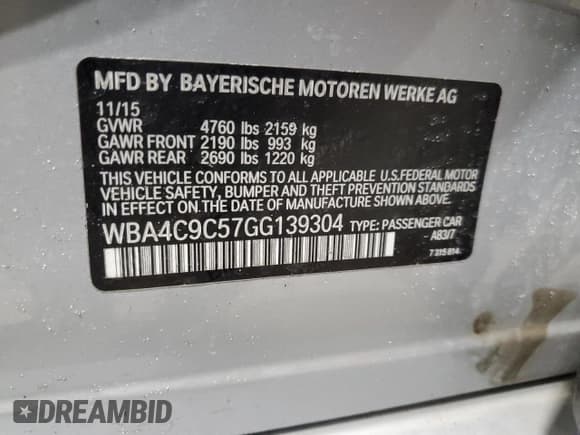 MFD BY BAYERISCHE MOTOREN WERKE AG
11/15
GVWR 4760 lbs 2159 kg
GAWR FRONT 2190 lbs 993 kg
GAWR REAR 2690 lbs 1220 kg
THIS VEHICLE CONFORMS TO ALL APPLICABLE U.S.FEDERAL MOTOR
VEHICLE SAFETY, BUMPER AND THEFT PREVENTION STANDARDS
IN EFFECT ON THE DATE OF MANUFACTURE SHOWN ABOVE.
WBA4C9C57GG139304 TYPE: PASSENGER CAR
- A83/7
7 315 814
DREAMBID